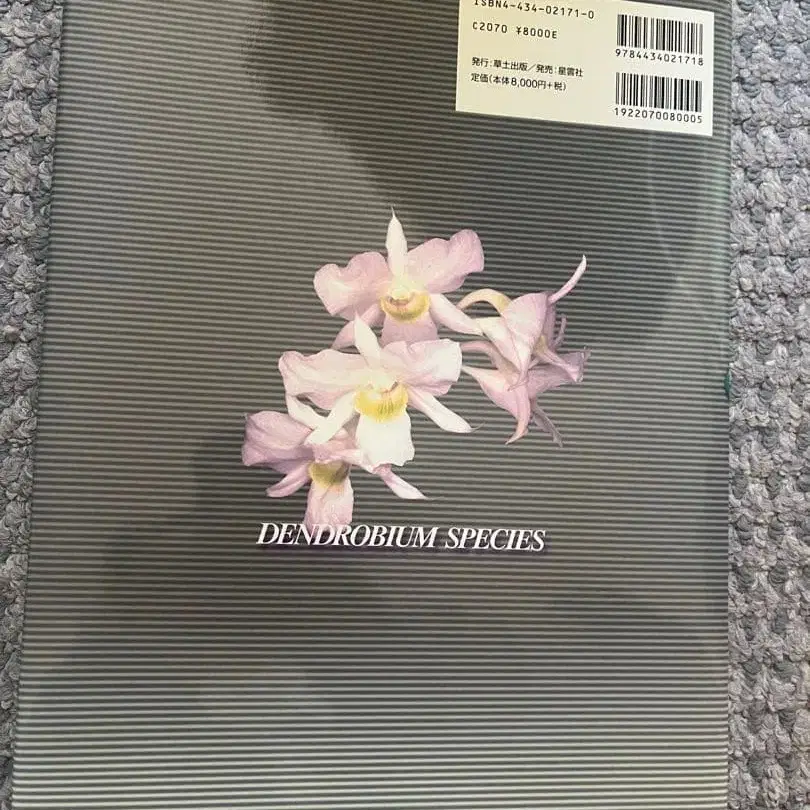 ISBN4-434-02171-0
C2070 ¥8000E
発行:草土出版/発売:星雲社
定価(本体8,000円+税)
9784434021718
1922070080005
DENDROBIUM SPECIES